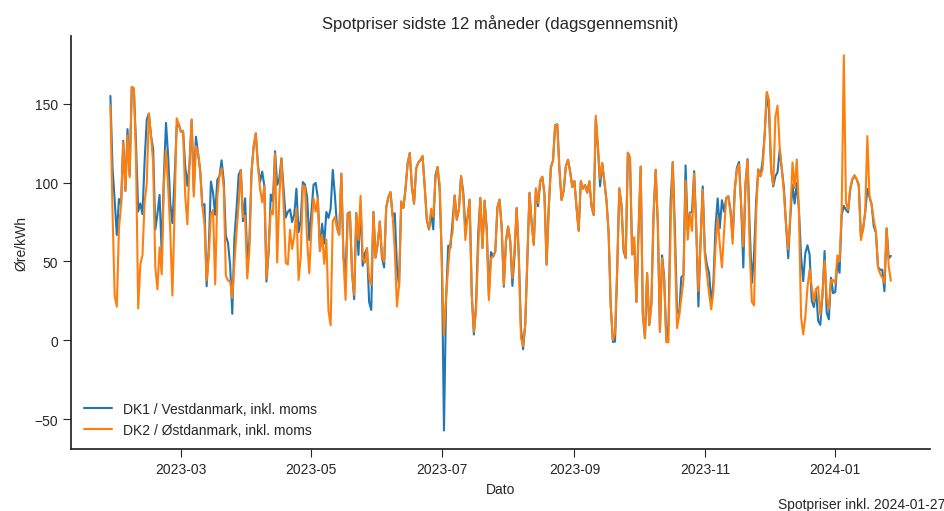 Spotpriser sidste 12 måneder (dagsgennemsnit)
Øre/kWh
150
100
50
0
−50
DK1 / Vestdanmark, inkl. moms
DK2 / Østdanmark, inkl. moms
2023-03 2023-05 2023-07 2023-09 2023-11 2024-01
Dato
Spotpriser inkl. 2024-01-27